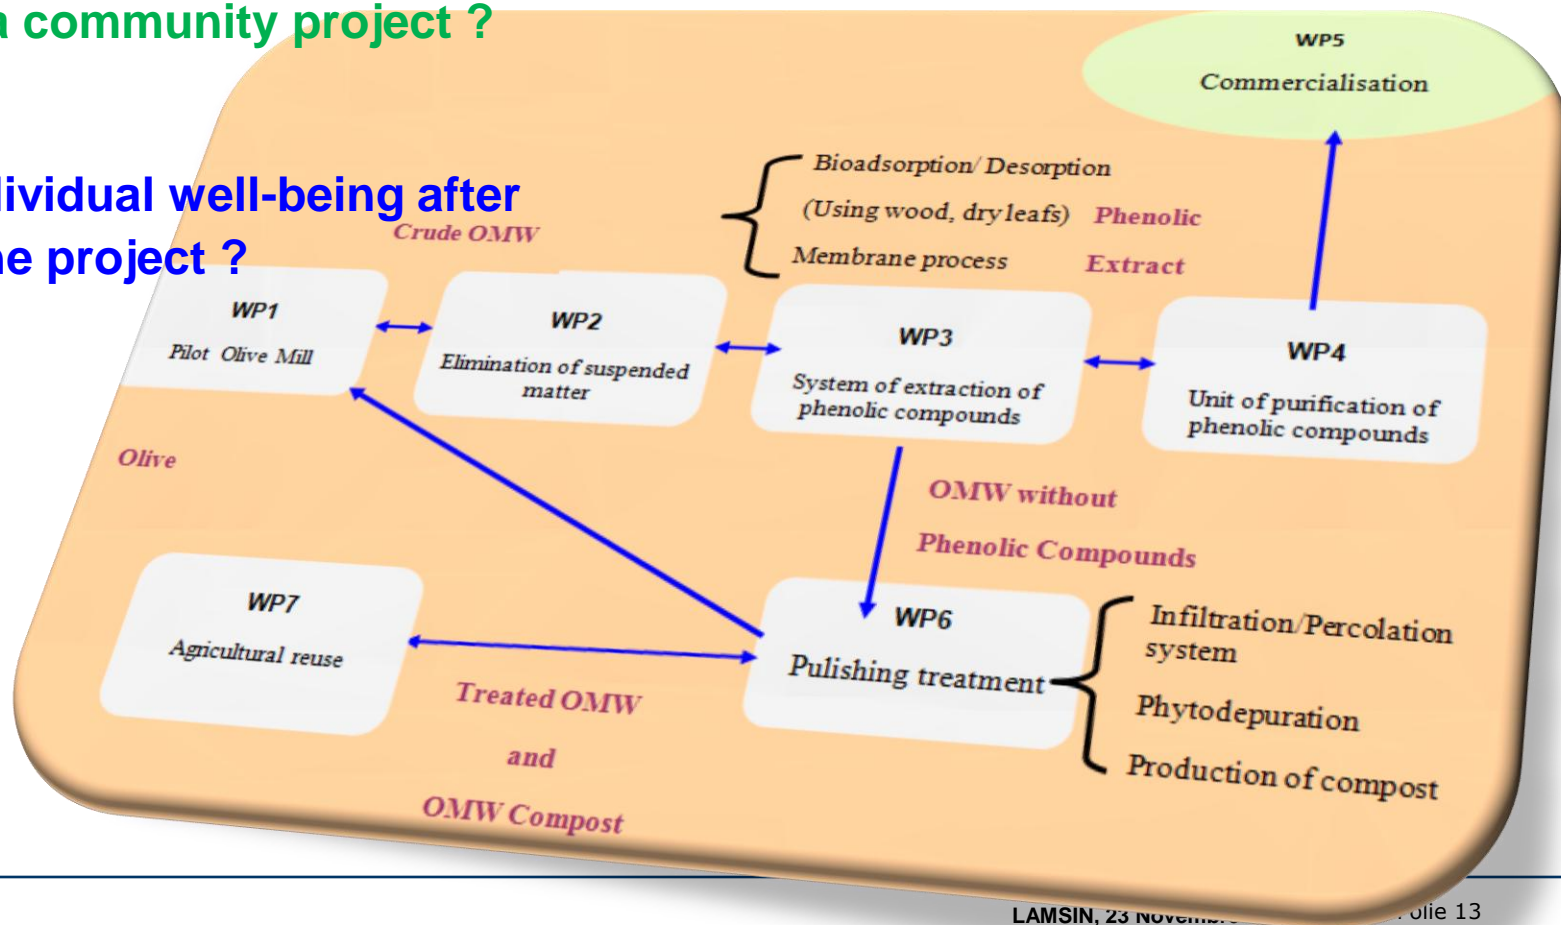 a community project ?
WP5
Commercialisation
dividual well-being after
ne project ?
Crude OMW
Bioadsorption/ Desorption
(Using wood, dry leafs)
Membrane process
Phenolic
Extract
WP1
Pilot Olive Mill
WP2
Elimination of suspended
matter
WP3
System of extraction of
phenolic compounds
WP4
Unit of purification of
phenolic compounds
Olive
OMW without
Phenolic Compounds
WP7
Agricultural reuse
Treated OMW
and
OMW Compost
WP6
Pulishing treatment
Infiltration/Percolation
system
Phytodepuration
Production of compost
LAMSIN, 23 Novembre
olie 13